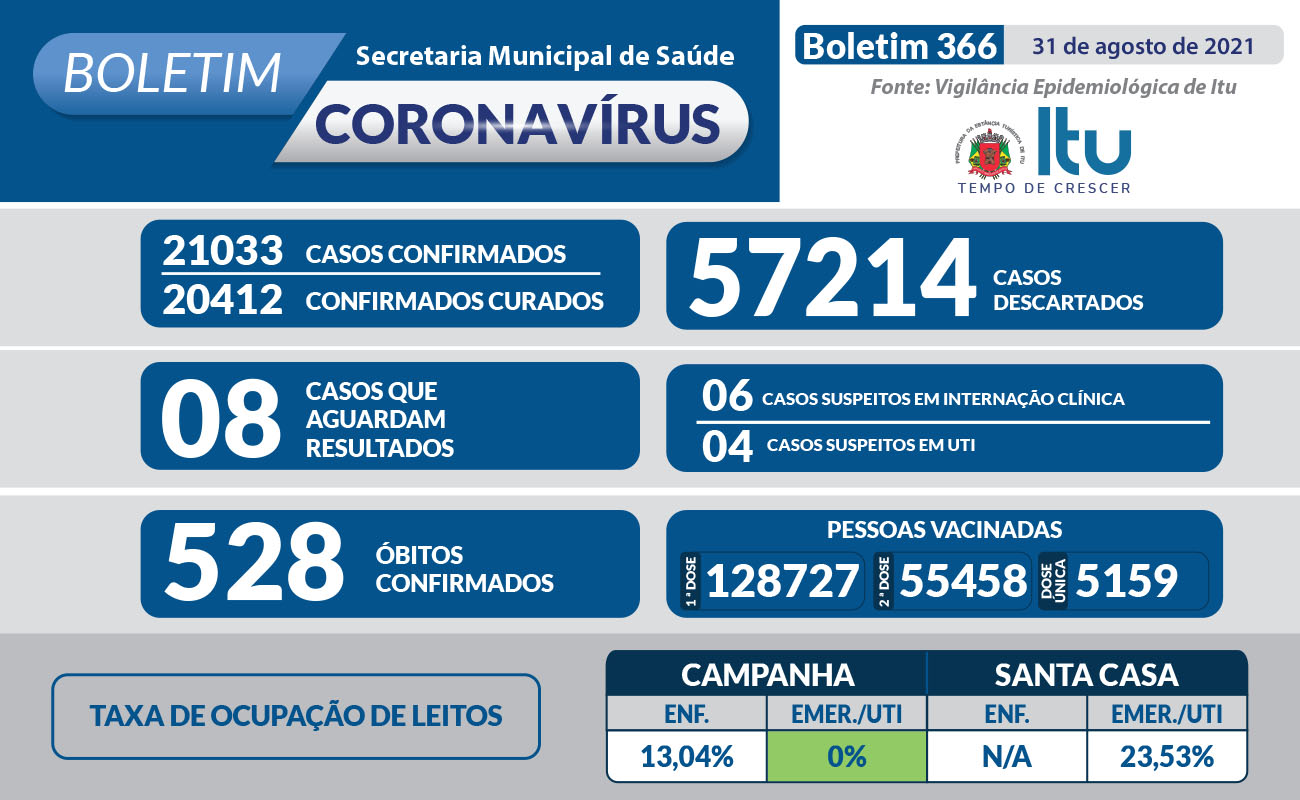 BOLETIM
Secretaria Municipal de Saúde
CORONAVÍRUS
Boletim 366
31 de agosto de 2021
Fonte: Vigilância Epidemiológica de Itu
PREFEITURA DA ESTÂNCIA TURÍSTICA DE ITU
Itu
TEMPO DE CRESCER
21033 CASOS CONFIRMADOS
20412 CONFIRMADOS CURADOS
57214 CASOS
DESCARTADOS
08 CASOS QUE
AGUARDAM
RESULTADOS
06 CASOS SUSPEITOS EM INTERNAÇÃO CLÍNICA
04 CASOS SUSPEITOS EM UTI
528 ÓBITOS
CONFIRMADOS
PESSOAS VACINADAS
1ª DOSE 128727 2ª DOSE 55458 DOSE ÚNICA 5159
TAXA DE OCUPAÇÃO DE LEITOS
CAMPANHA SANTA CASA
ENF. EMER./UTI ENF. EMER./UTI
13,04% 0% N/A 23,53%